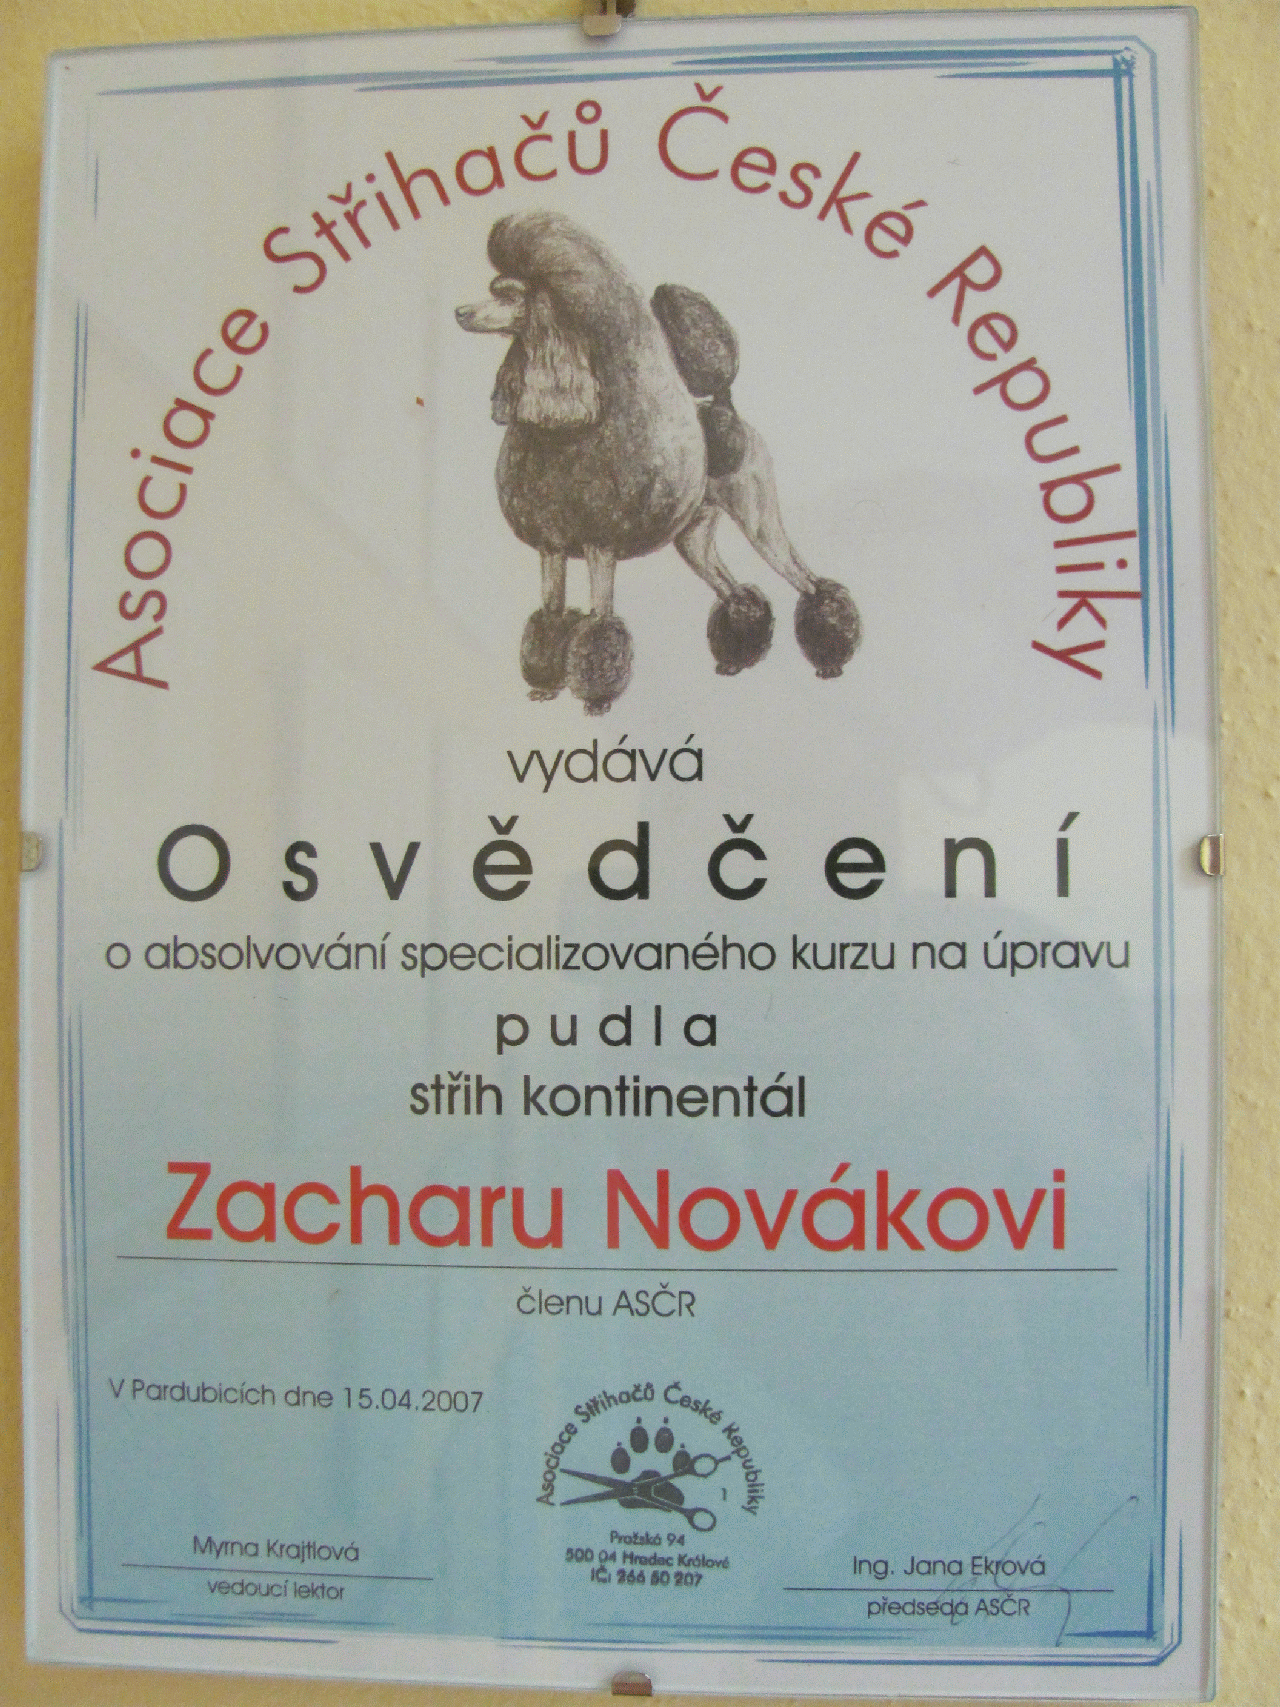 Asociace Střihačů České Republiky
vydává
Osvědčení
o absolvování specializovaného kurzu na úpravu
pudla
střih kontinentál
Zacharu Novákovi
členu ASČR
V Pardubicích dne 15.04.2007
Asociace Střihačů České Republiky
Pražská 94
500 04 Hradec Králové
IČ: 266 50 207
Myrna Krajtlová
vedoucí lektor
Ing. Jana Ekrová
předseda ASČR